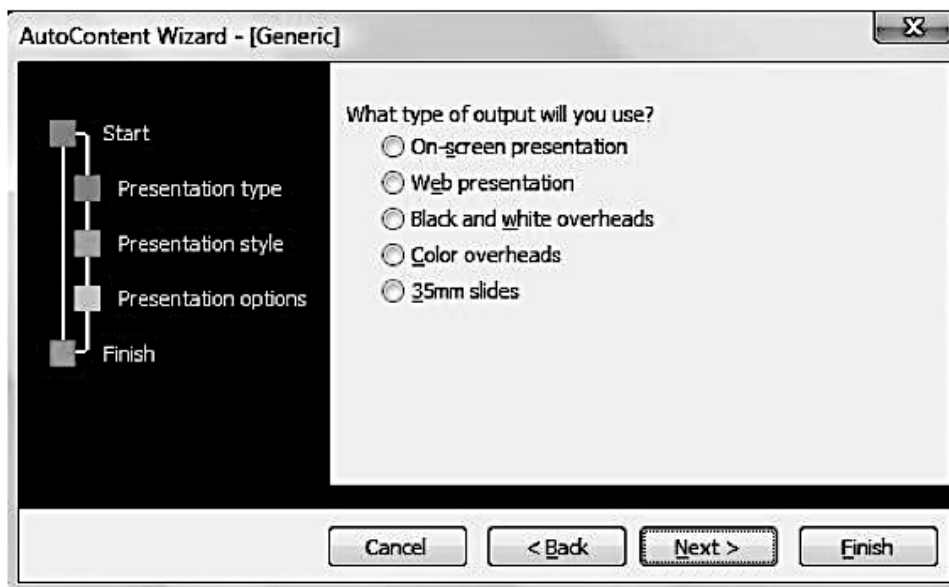 AutoContent Wizard - [Generic]
Start
Presentation type
Presentation style
Presentation options
Finish
What type of output will you use?
On-screen presentation
Web presentation
Black and white overheads
Color overheads
35mm slides
Cancel
< Back
Next >
Finish